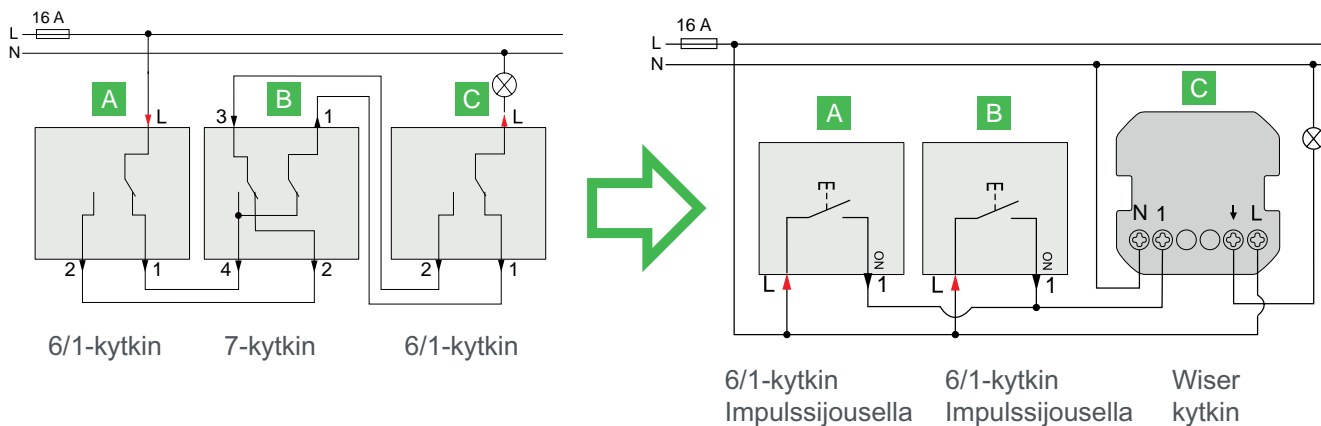 16 A
L
N
A
B
C
L
3
1
L
2
1
4
2
2
1
6/1-kytkin
7-kytkin
6/1-kytkin
16 A
L
N
A
B
C
N
1
L
NO
NO
L
1
L
1
6/1-kytkin
Impulssijousella
6/1-kytkin
Impulssijousella
Wiser
kytkin